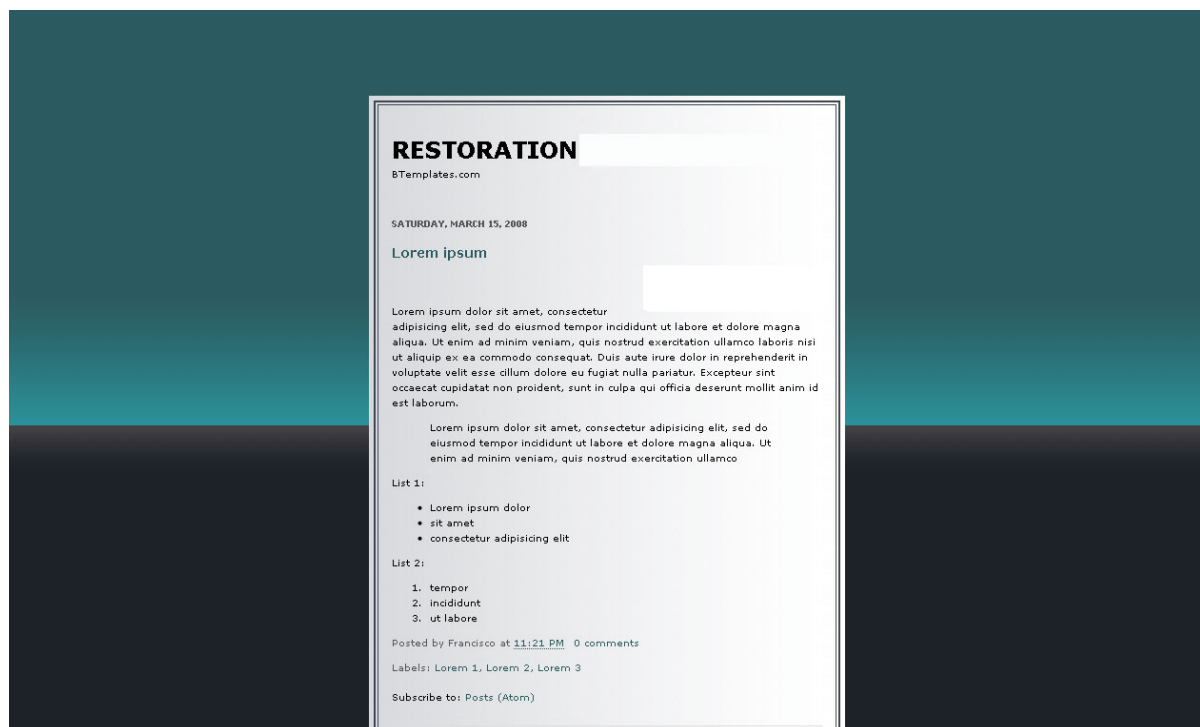 RESTORATION
BTemplates.com
SATURDAY, MARCH 15, 2008
Lorem ipsum
Lorem ipsum dolor sit amet, consectetur
adipisicing elit, sed do eiusmod tempor incididunt ut labore et dolore magna
aliqua. Ut enim ad minim veniam, quis nostrud exercitation ullamco laboris nisi
ut aliquip ex ea commodo consequat. Duis aute irure dolor in reprehenderit in
voluptate velit esse cillum dolore eu fugiat nulla pariatur. Excepteur sint
occaecat cupidatat non proident, sunt in culpa qui officia deserunt mollit anim id
est laborum.
Lorem ipsum dolor sit amet, consectetur adipisicing elit, sed do
eiusmod tempor incididunt ut labore et dolore magna aliqua. Ut
enim ad minim veniam, quis nostrud exercitation ullamco
List 1:
• Lorem ipsum dolor
• sit amet
• consectetur adipisicing elit
List 2:
1. tempor
2. incididunt
3. ut labore
Posted by Francisco at 11:21 PM 0 comments
Labels: Lorem 1, Lorem 2, Lorem 3
Subscribe to: Posts (Atom)